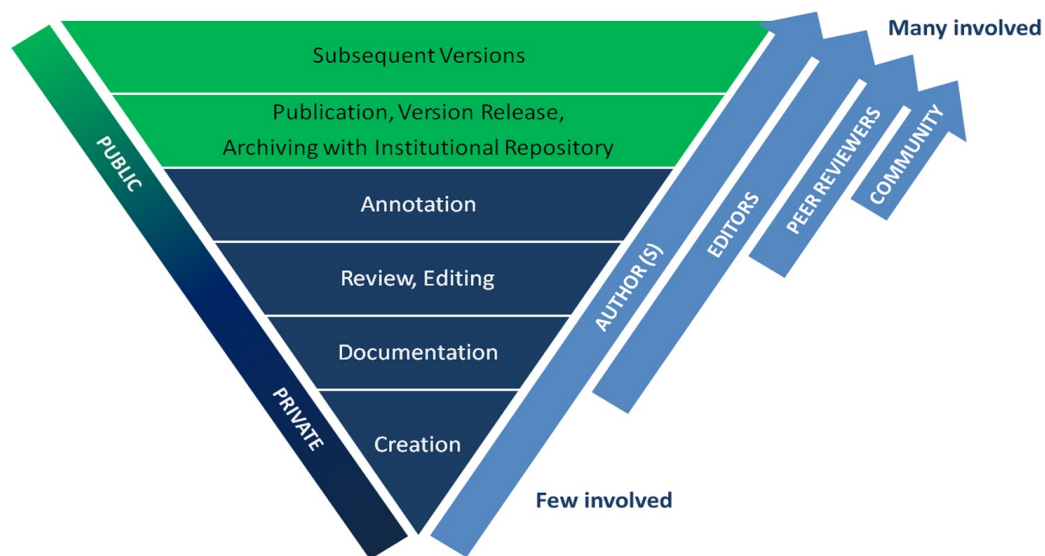 Many involved
Subsequent Versions
Publication, Version Release,
Archiving with Institutional Repository
Annotation
Review, Editing
Documentation
Creation
PUBLIC
PRIVATE
AUTHOR(S)
EDITORS
PEER REVIEWERS
COMMUNITY
Few involved